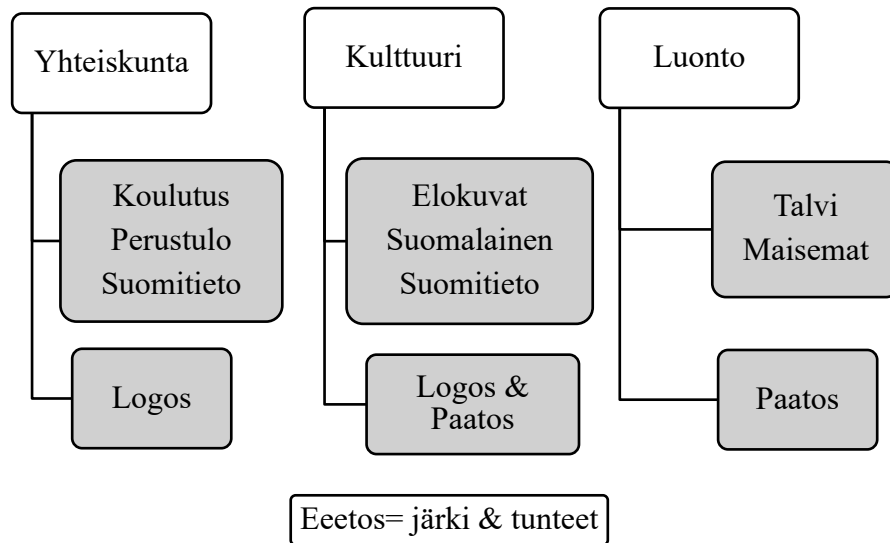 Yhteiskunta
Koulutus
Perustulo
Suomitieto
Logos
Kulttuuri
Elokuvat
Suomalainen
Suomitieto
Logos &
Paatos
Luonto
Talvi
Maisemat
Paatos
Eeetos= järki & tunteet